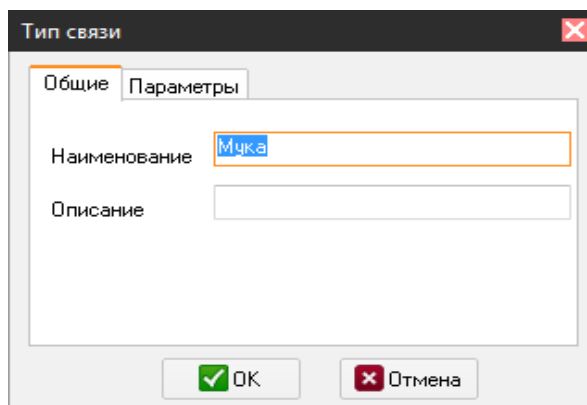 Тип связи
Общие Параметры
Наименование Мука
Описание
OK Отмена